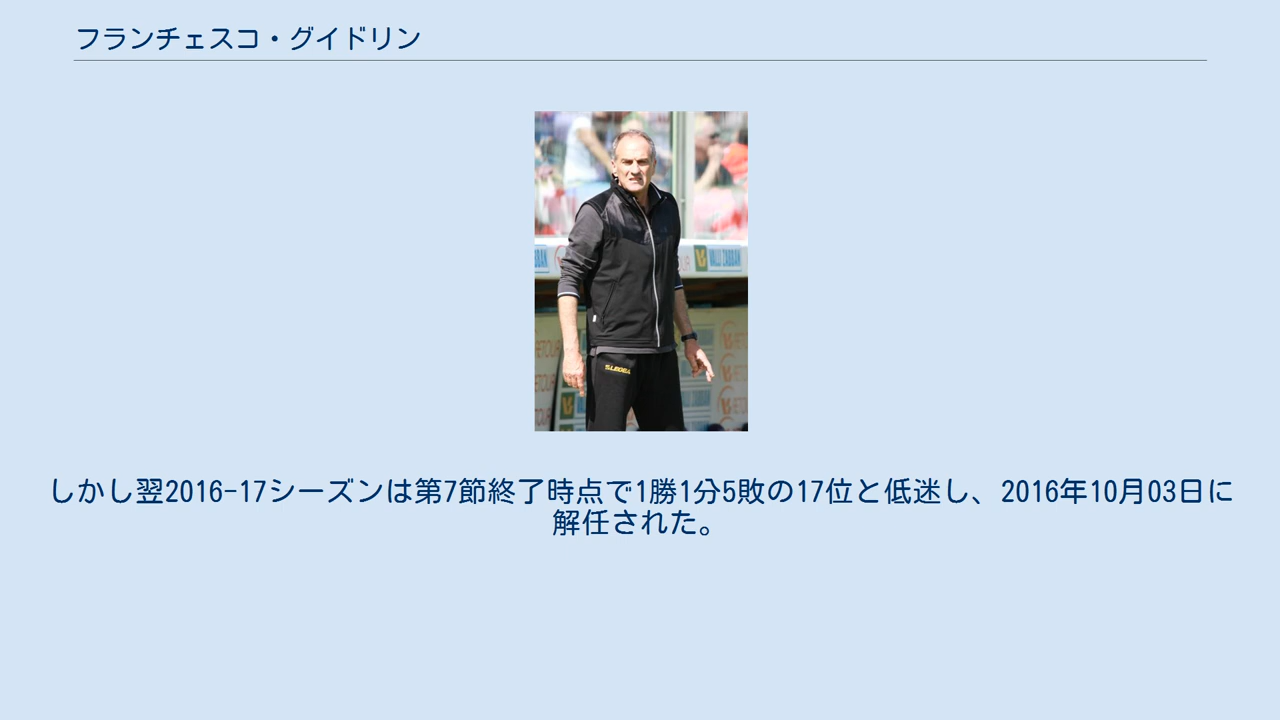 フランチェスコ・グイドリン
VALLI ZABBAN
LEGEA
しかし翌2016-17シーズンは第7節終了時点で1勝1分5敗の17位と低迷し、2016年10月03日に
解任された。